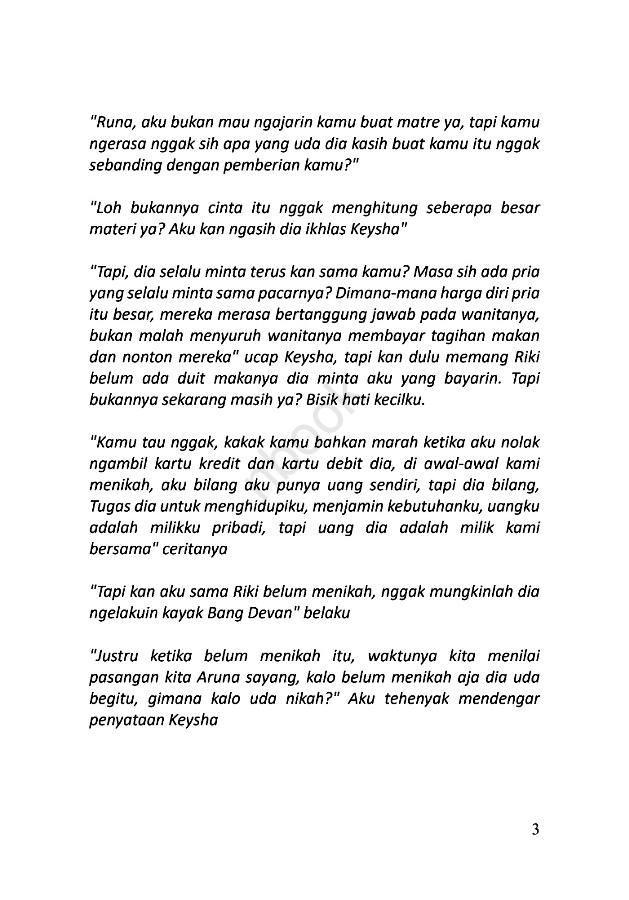 "Runa, aku bukan mau ngajarin kamu buat matre ya, tapi kamu
ngerasa nggak sih apa yang uda dia kasih buat kamu itu nggak
sebanding dengan pemberian kamu?"
"Loh bukannya cinta itu nggak menghitung seberapa besar
materi ya? Aku kan ngasih dia ikhlas Keysha"
"Tapi, dia selalu minta terus kan sama kamu? Masa sih ada pria
yang selalu minta sama pacarnya? Dimana-mana harga diri pria
itu besar, mereka merasa bertanggung jawab pada wanitanya,
bukan malah menyuruh wanitanya membayar tagihan makan
dan nonton mereka" ucap Keysha, tapi kan dulu memang Riki
belum ada duit makanya dia minta aku yang bayarin. Tapi
bukannya sekarang masih ya? Bisik hati kecilku.
"Kamu tau nggak, kakak kamu bahkan marah ketika aku nolak
ngambil kartu kredit dan kartu debit dia, di awal-awal kami
menikah, aku bilang aku punya uang sendiri, tapi dia bilang,
Tugas dia untuk menghidupiku, menjamin kebutuhanku, uangku
adalah milikku pribadi, tapi uang dia adalah milik kami
bersama" ceritanya
"Tapi kan aku sama Riki belum menikah, nggak mungkinlah dia
ngelakuin kayak Bang Devan" belaku
"Justru ketika belum menikah itu, waktunya kita menilai
pasangan kita Aruna sayang, kalo belum menikah aja dia uda
begitu, gimana kalo uda nikah?" Aku tehenyak mendengar
penyataan Keysha
3